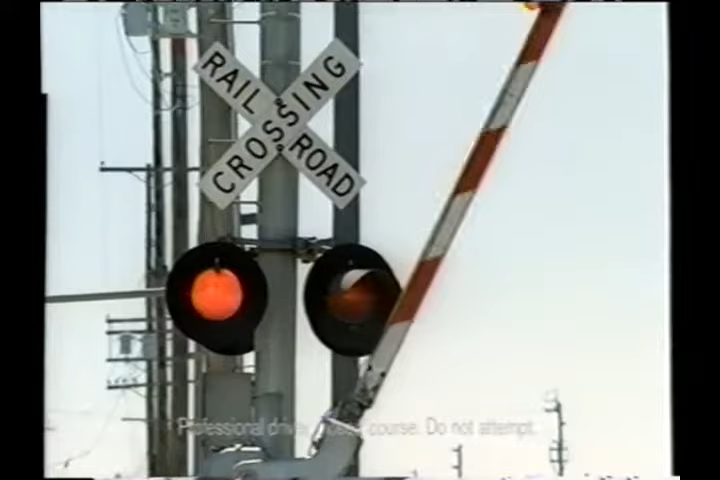 RAIL ROAD
CROSSING
Professional driver, closed course. Do not attempt.